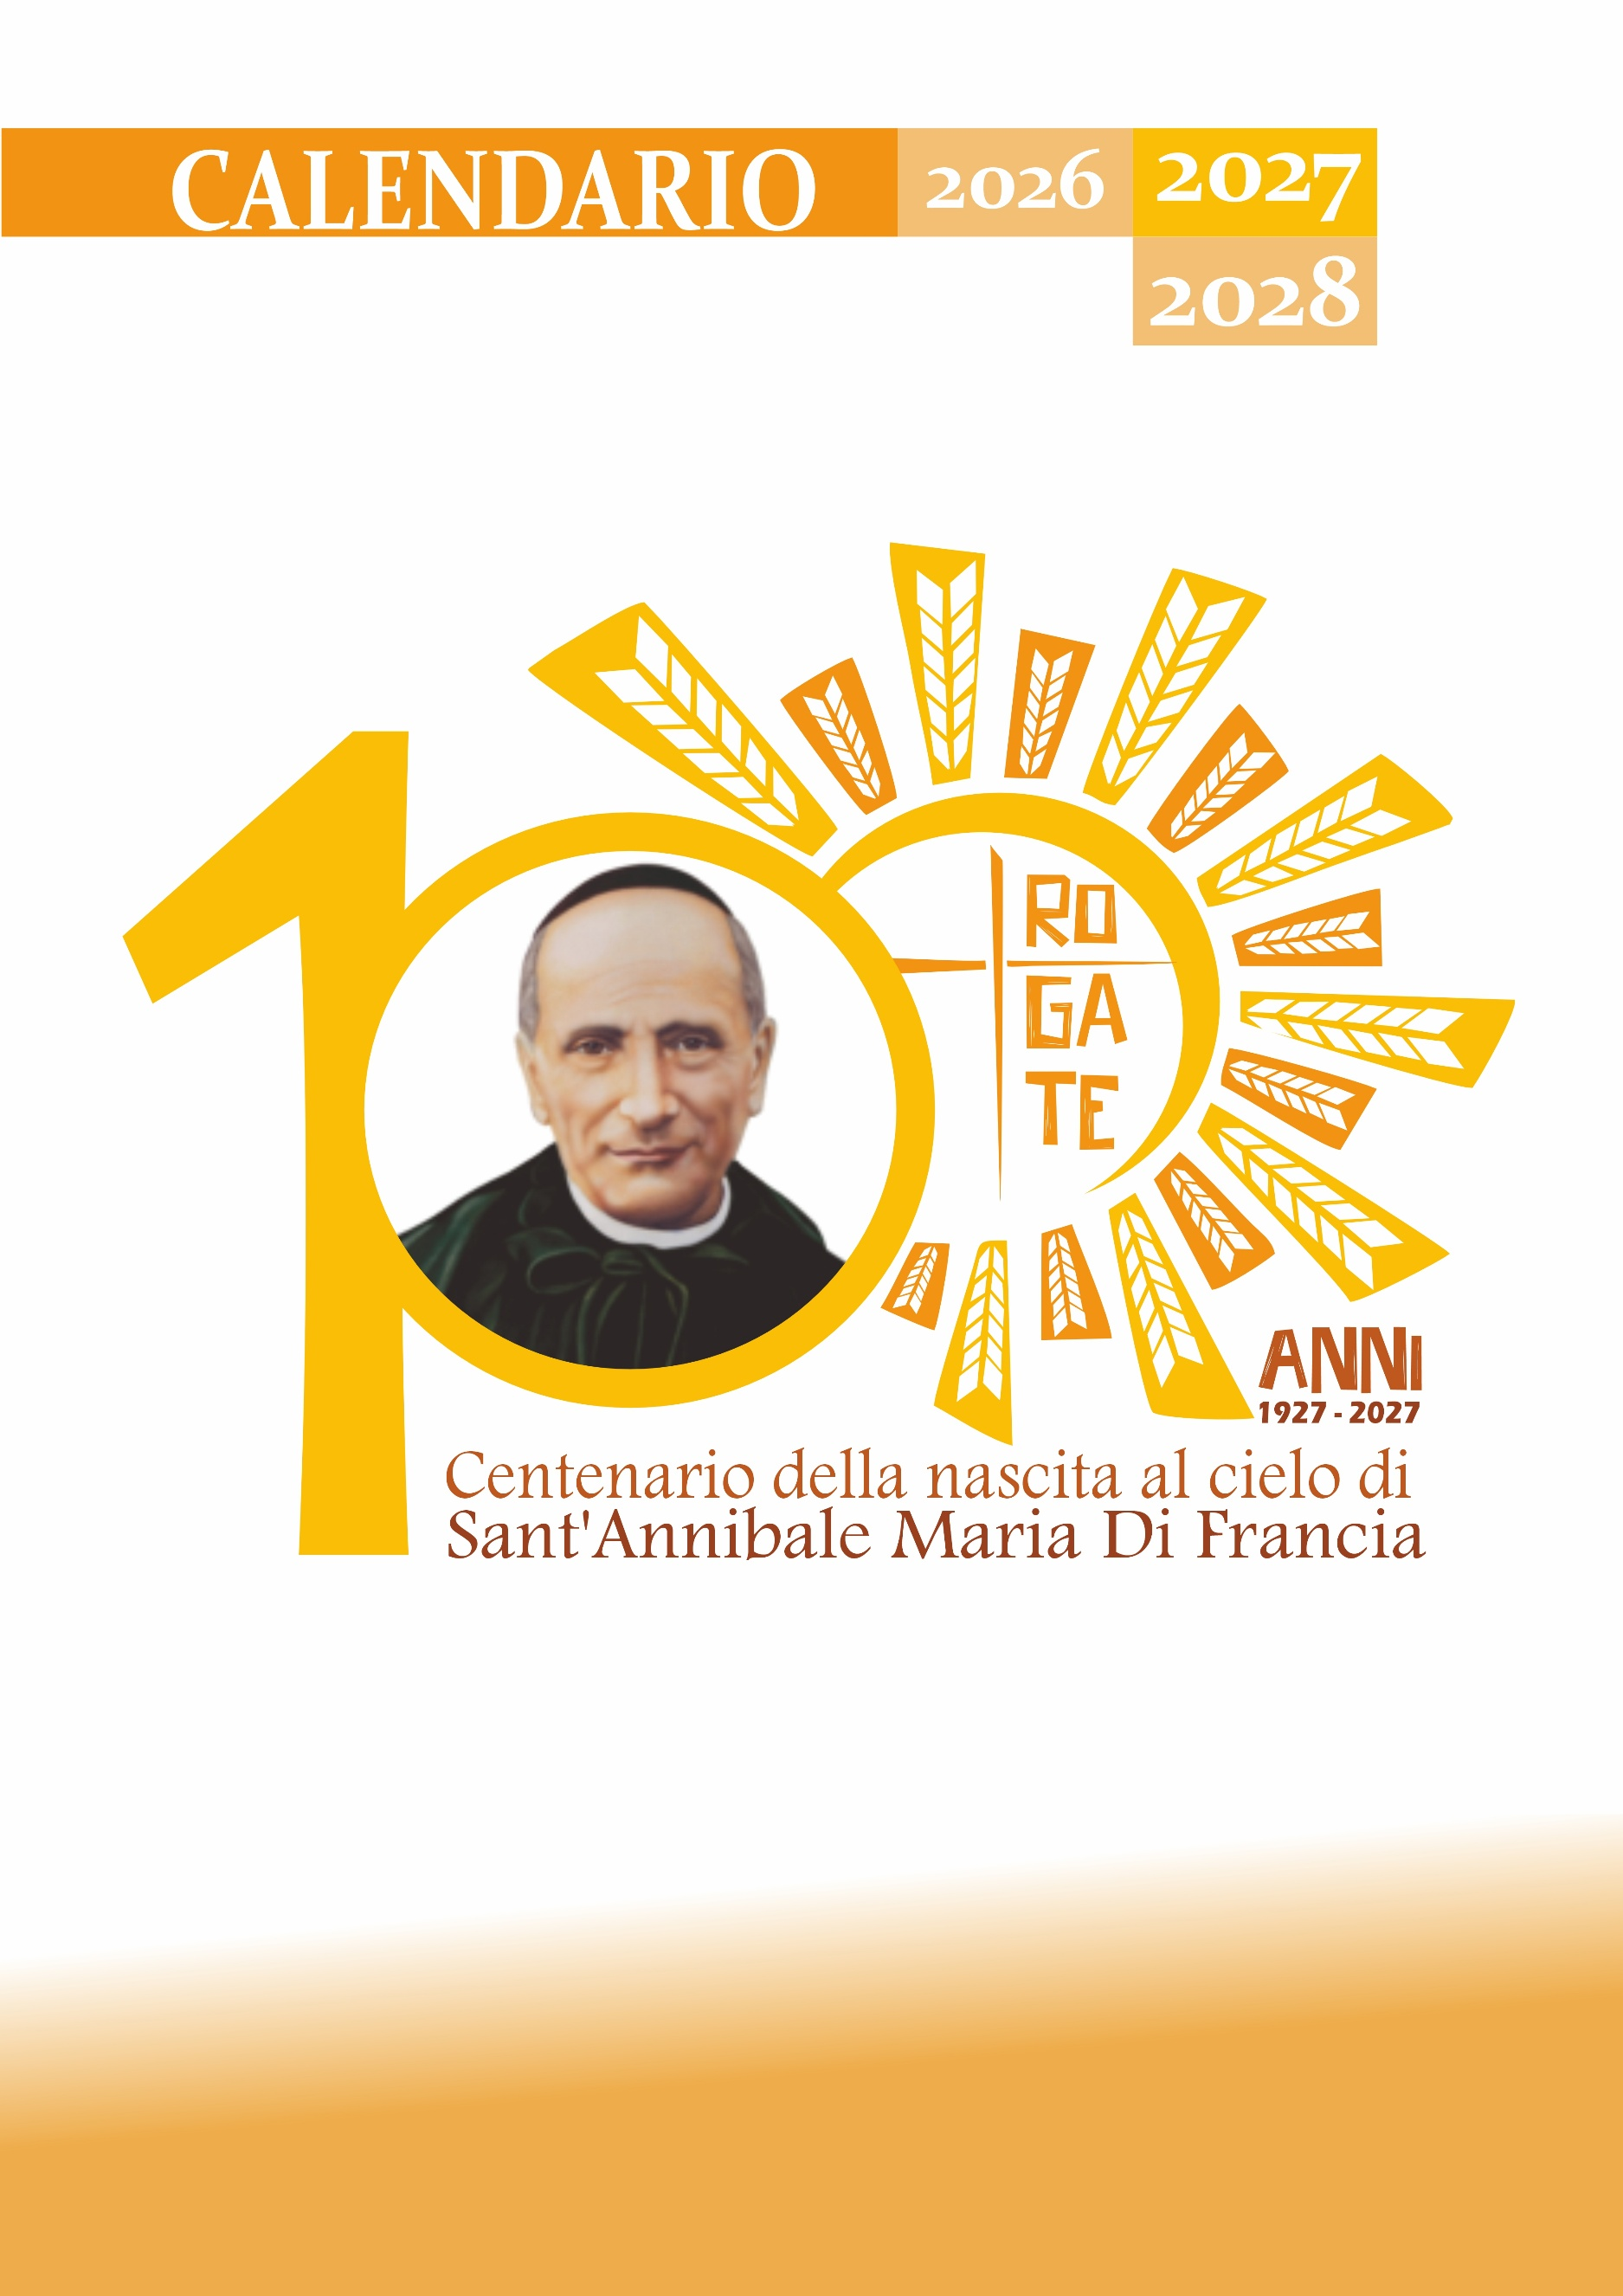 CALENDARIO 2026 2027
2028
RO
GA
TE
ANNI
1927 - 2027
Centenario della nascita al cielo di
Sant'Annibale Maria Di Francia